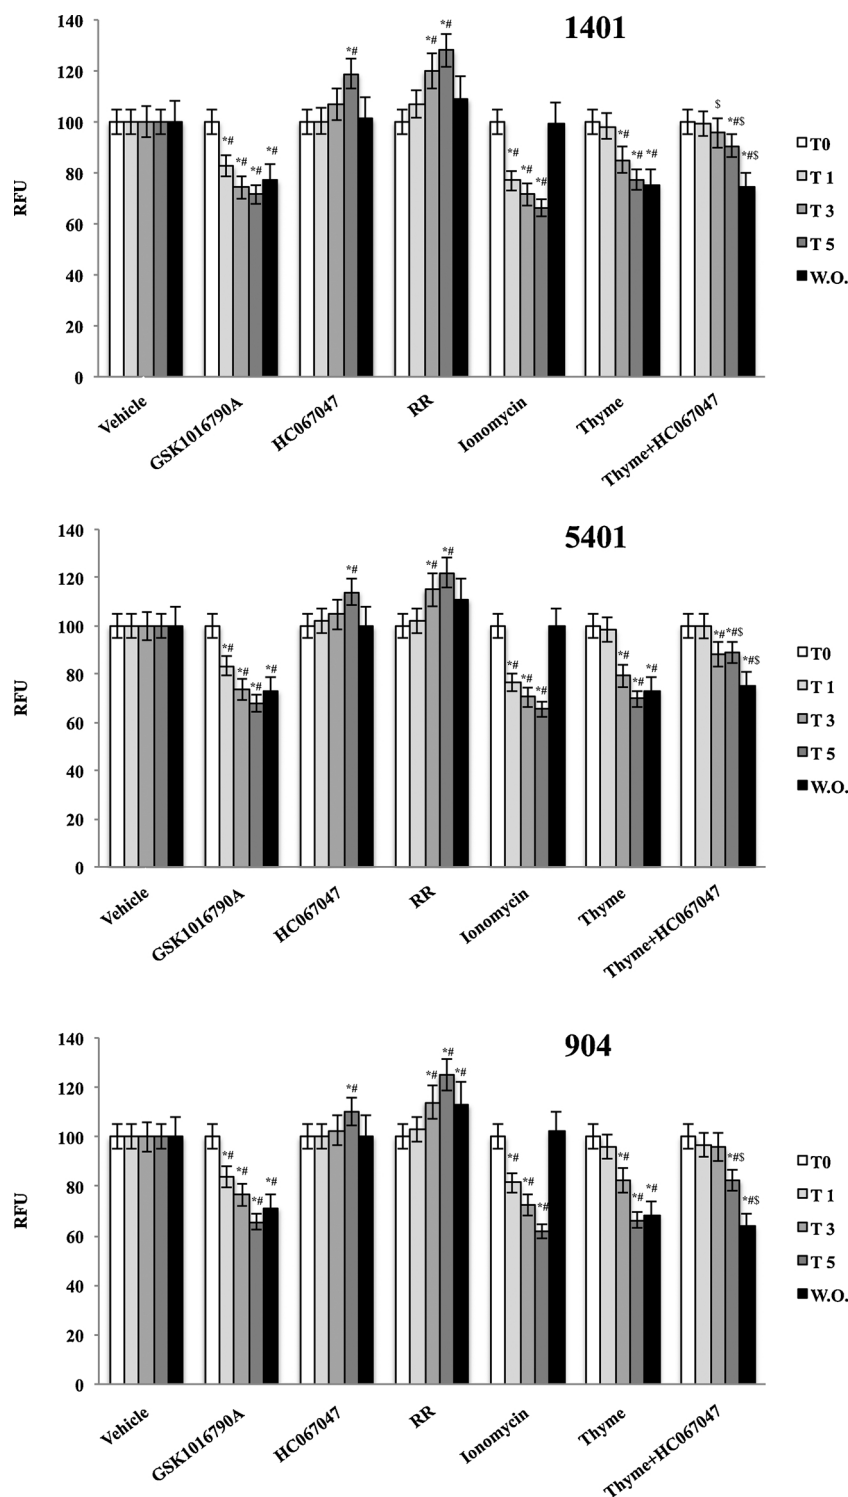 1401
140
120
100
80
60
40
20
0
RFU
*# *# *# *#
*#
*# *#
*# *# *#
*# *# *#
$ *#$ *#$
T0
T 1
T 3
T 5
W.O.
Vehicle
GSK1016790A
HC067047
RR
Ionomycin
Thyme
Thyme+HC067047
5401
140
120
100
80
60
40
20
0
RFU
*# *# *# *#
*#
*# *#
*# *# *#
*# *# *#
*# *#$ *#$
T0
T 1
T 3
T 5
W.O.
Vehicle
GSK1016790A
HC067047
RR
Ionomycin
Thyme
Thyme+HC067047
904
140
120
100
80
60
40
20
0
RFU
*# *# *# *#
*#
*# *# *#
*# *# *#
*# *# *#
*#$ *#$
T0
T 1
T 3
T 5
W.O.
Vehicle
GSK1016790A
HC067047
RR
Ionomycin
Thyme
Thyme+HC067047